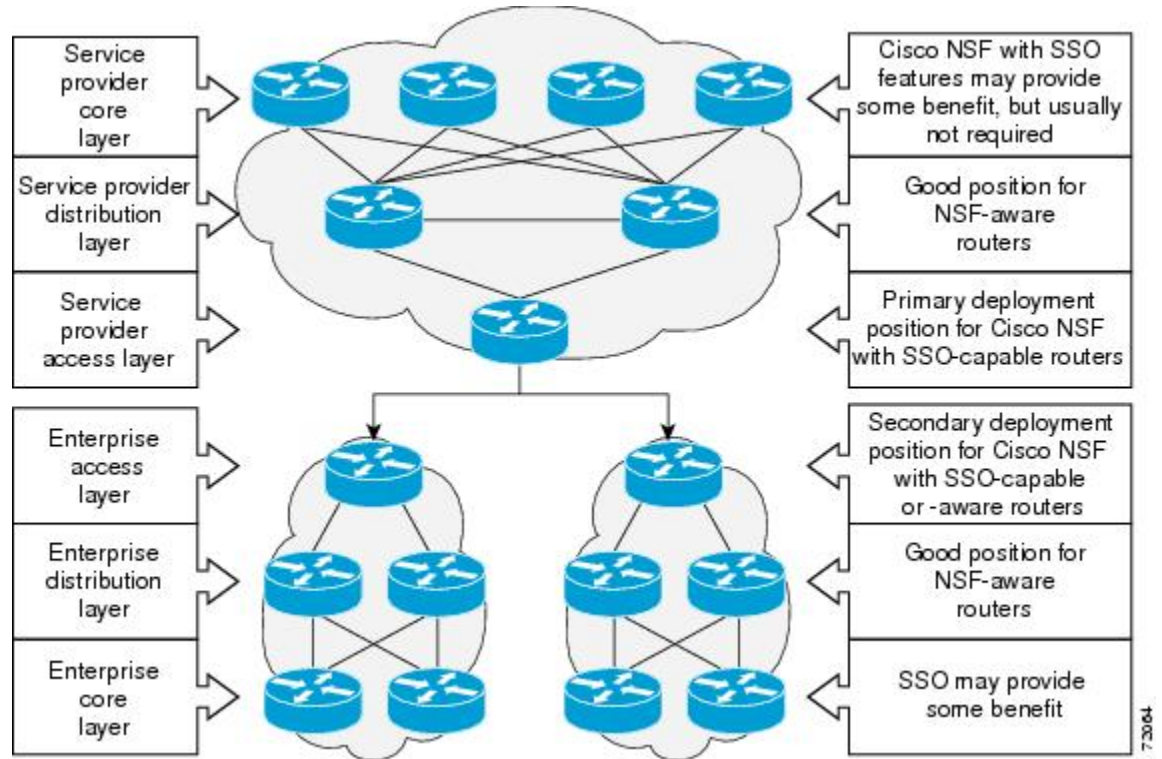 Service
provider
core
layer
Cisco NSF with SSO
features may provide
some benefit, but usually
not required
Service provider
distribution
layer
Good position for
NSF-aware
routers
Service
provider
access layer
Primary deployment
position for Cisco NSF
with SSO-capable routers
Enterprise
access
layer
Secondary deployment
position for Cisco NSF
with SSO-capable
or -aware routers
Enterprise
distribution
layer
Good position for
NSF-aware
routers
Enterprise
core
layer
SSO may provide
some benefit
72064